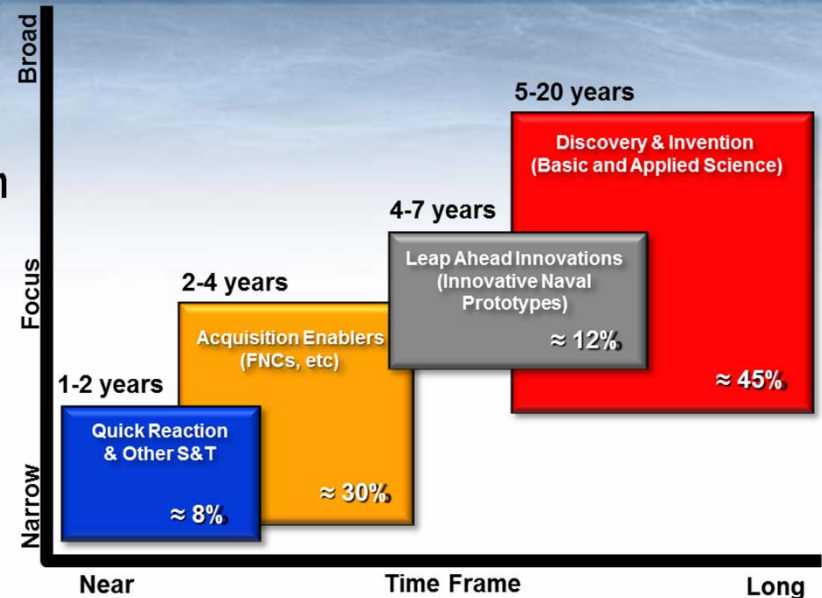 Broad
Focus
Narrow
5-20 years
Discovery & Invention
(Basic and Applied Science)
≈ 45%
4-7 years
Leap Ahead Innovations
(Innovative Naval
Prototypes)
≈ 12%
2-4 years
Acquisition Enablers
(FNCs, etc)
≈ 30%
1-2 years
Quick Reaction
& Other S&T
≈ 8%
Near
Time Frame
Long